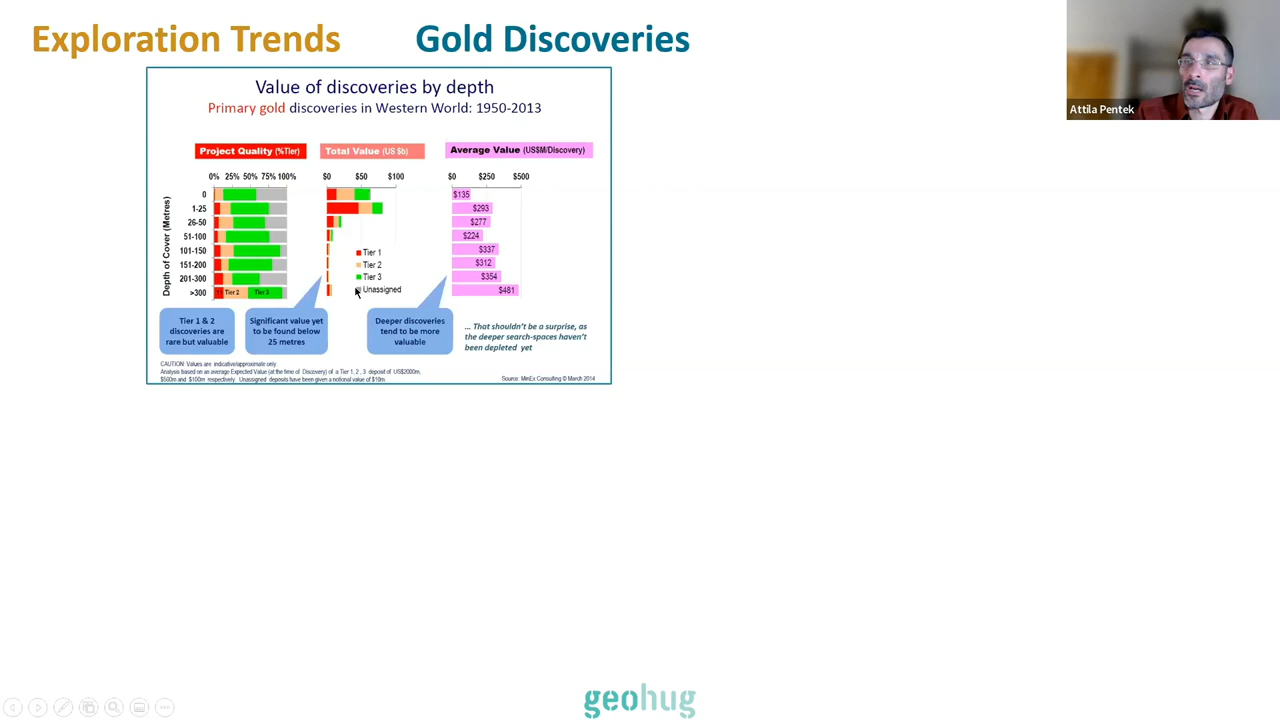 Exploration Trends
Gold Discoveries
Attila Pentek
Value of discoveries by depth
Primary gold discoveries in Western World: 1950-2013
Project Quality (%Tier)
Total Value (US $b)
Average Value (US$M/Discovery)
0% 25% 50% 75% 100%
$0 $50 $100
$0 $250 $500
Depth of Cover (Metres)
0
1-25
26-50
51-100
101-150
151-200
201-300
>300
Tier 2
Tier 3
Tier 1
Tier 2
Tier 3
Unassigned
$135
$293
$277
$224
$337
$312
$354
$481
Tier 1 & 2
discoveries are
rare but valuable
Significant value yet
to be found below
25 metres
Deeper discoveries
tend to be more
valuable
... That shouldn't be a surprise, as
the deeper search-spaces haven't
been depleted yet
CAUTION: Values are indicative/approximate only.
Analysis based on an average Expected Value (at the time of Discovery) of a Tier 1, 2 , 3 deposit of US$2000m,
$500m and $100m respectively. Unassigned deposits have been given a notional value of $10m
Source: MinEx Consulting © March 2014
geohug